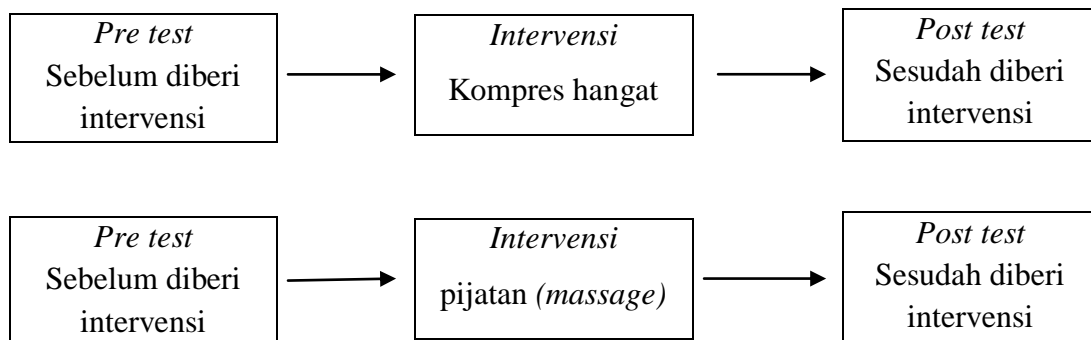 Pre test
Sebelum diberi
intervensi
Intervensi
Kompres hangat
Post test
Sesudah diberi
intervensi
Pre test
Sebelum diberi
intervensi
Intervensi
pijatan (massage)
Post test
Sesudah diberi
intervensi